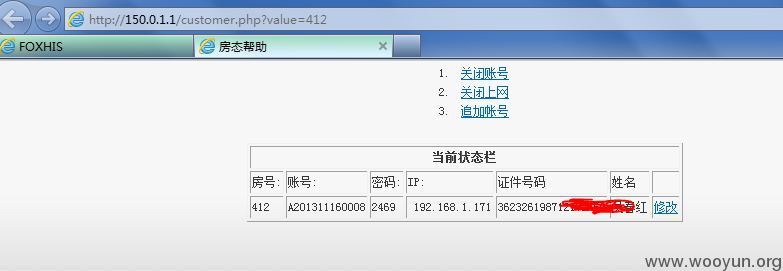 http://150.0.1.1/customer.php?value=412
FOXHIS 房态帮助
1. 关闭账号
2. 关闭上网
3. 追加帐号
当前状态栏
房号: 账号: 密码: IP: 证件号码 姓名
412 A201311160008 2469 192.168.1.171 红 修改
www.wooyun.org